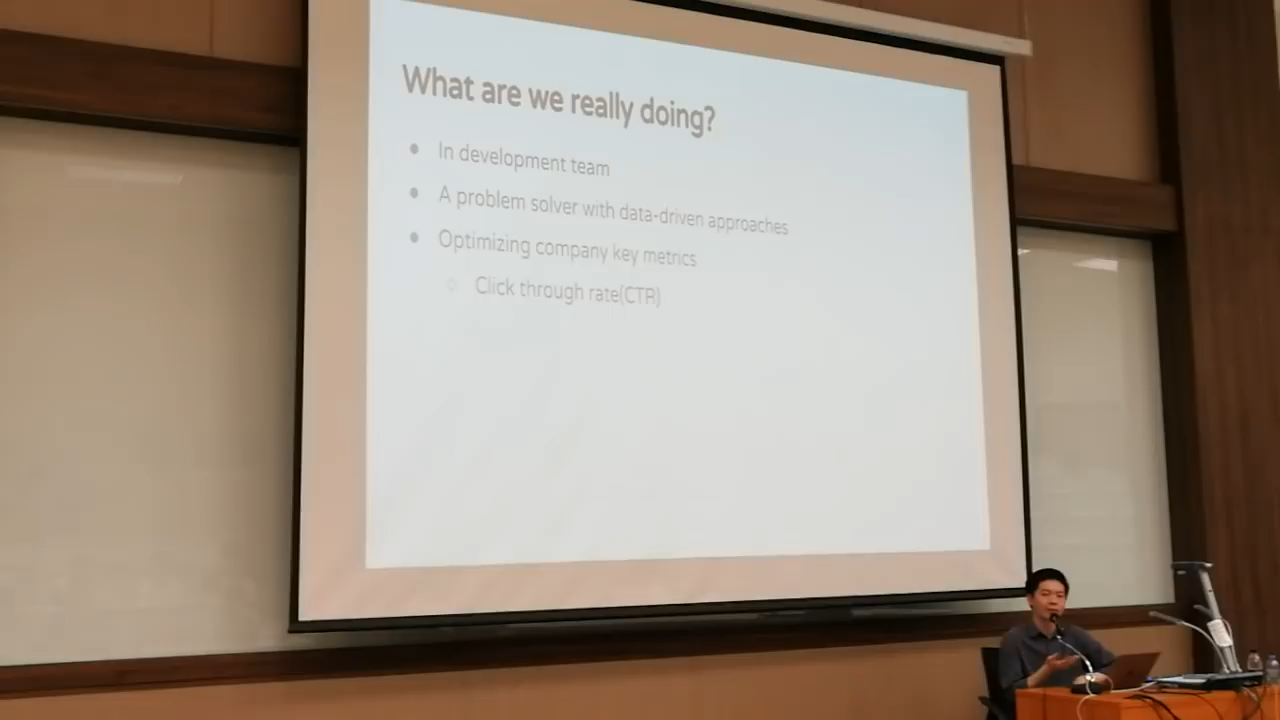 What are we really doing?
In development team
A problem solver with data-driven approaches
Optimizing company key metrics
Click through rate(CTR)